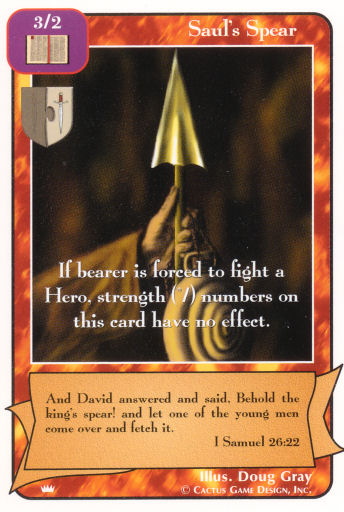 3/2
Saul's Spear
If bearer is forced to fight a
Hero, strength (*/) numbers on
this card have no effect.
And David answered and said, Behold the
king's spear! and let one of the young men
come over and fetch it.
I Samuel 26:22
Illus. Doug Gray
© Cactus Game Design, Inc.